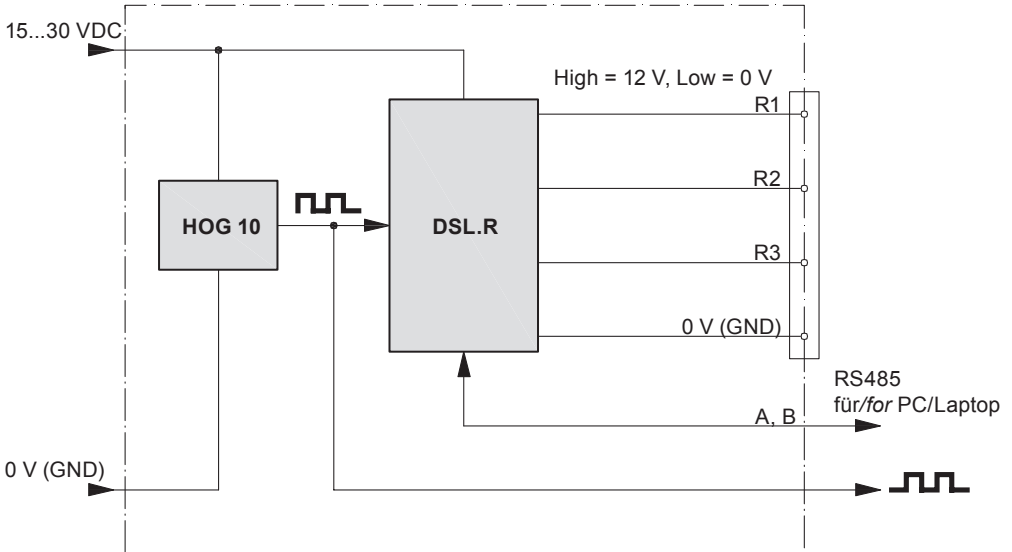 15...30 VDC
High = 12 V, Low = 0 V
R1
R2
HOG 10
DSL.R
R3
0 V (GND)
RS485
für/for PC/Laptop
A, B
0 V (GND)